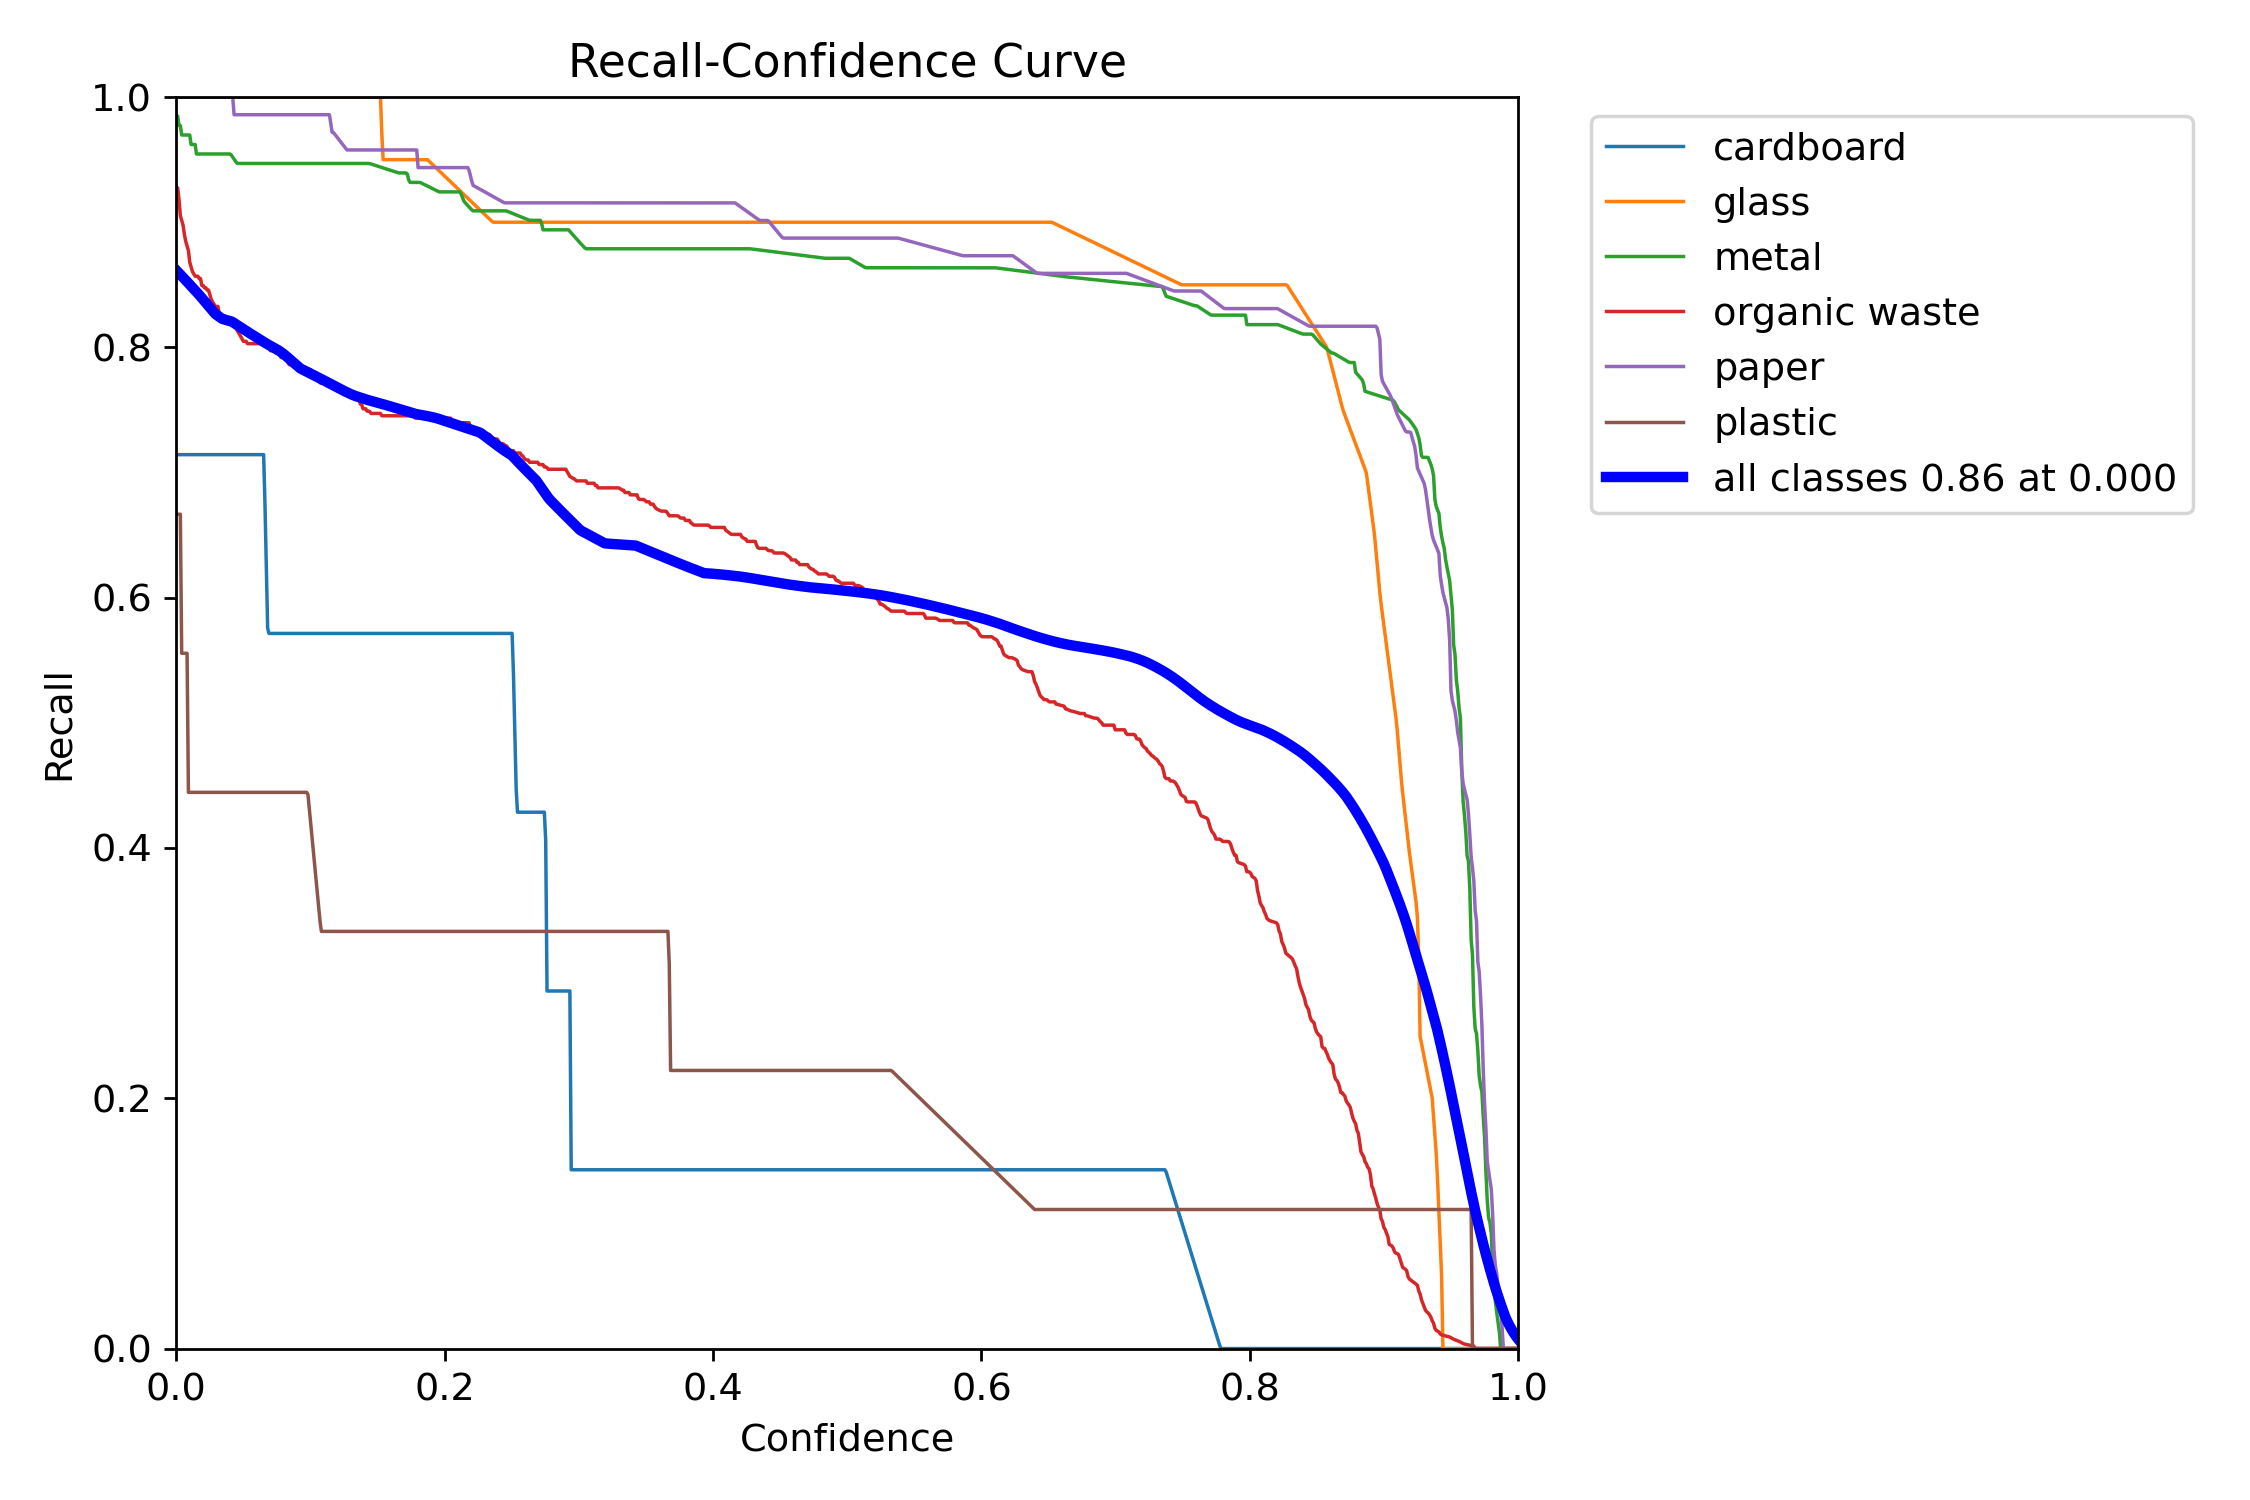 Recall-Confidence Curve
1.0
0.8
0.6
0.4
0.2
0.0
Recall
0.0 0.2 0.4 0.6 0.8 1.0
Confidence
cardboard
glass
metal
organic waste
paper
plastic
all classes 0.86 at 0.000